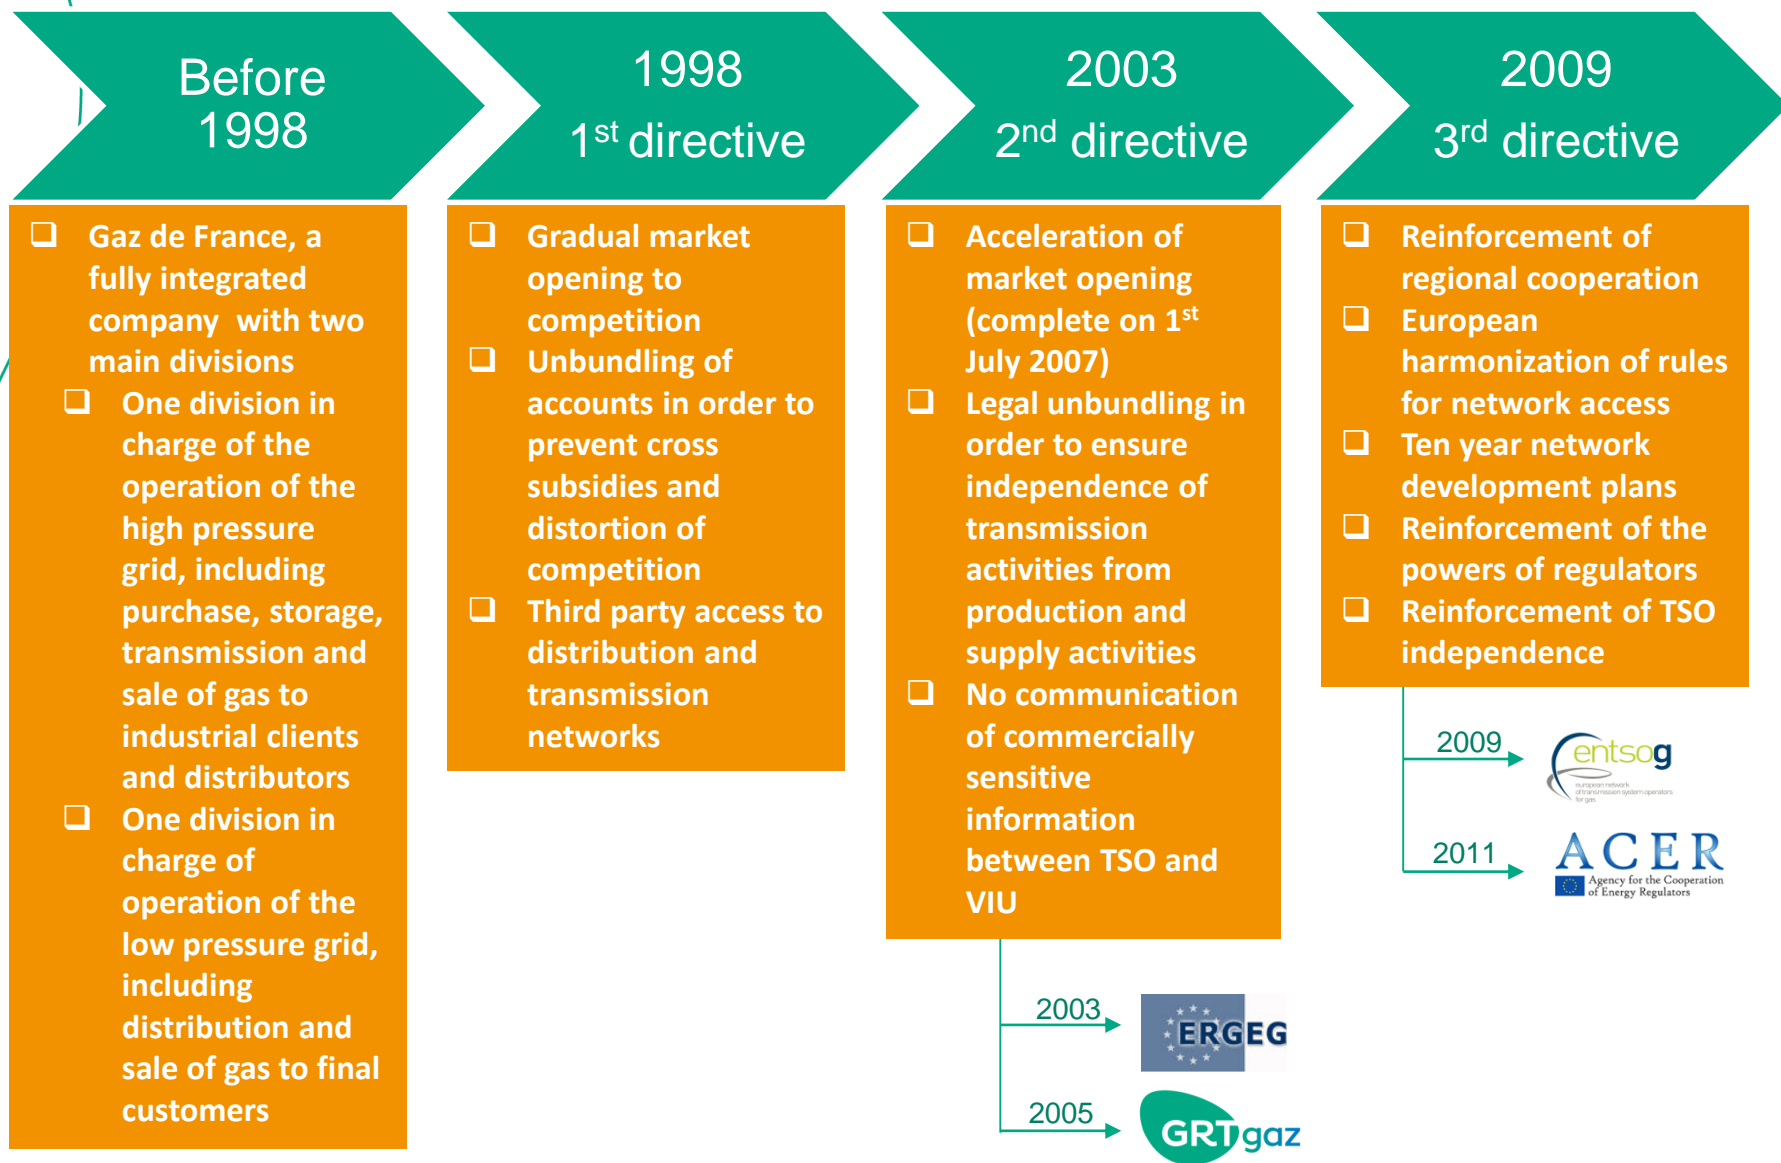 Before
1998
1998
1st directive
2003
2nd directive
2009
3rd directive
❑ Gaz de France, a
fully integrated
company with two
main divisions
❑ One division in
charge of the
operation of the
high pressure
grid, including
purchase, storage,
transmission and
sale of gas to
industrial clients
and distributors
❑ One division in
charge of
operation of the
low pressure grid,
including
distribution and
sale of gas to final
customers
❑ Gradual market
opening to
competition
❑ Unbundling of
accounts in order to
prevent cross
subsidies and
distortion of
competition
❑ Third party access to
distribution and
transmission
networks
❑ Acceleration of
market opening
(complete on 1st
July 2007)
❑ Legal unbundling in
order to ensure
independence of
transmission
activities from
production and
supply activities
❑ No communication
of commercially
sensitive
information
between TSO and
VIU
2003
ERGEG
2005
GRTgaz
❑ Reinforcement of
regional cooperation
❑ European
harmonization of rules
for network access
❑ Ten year network
development plans
❑ Reinforcement of the
powers of regulators
❑ Reinforcement of TSO
independence
2009
entsog
european network
of transmission system operators
for gas
2011
ACER
Agency for the Cooperation
of Energy Regulators